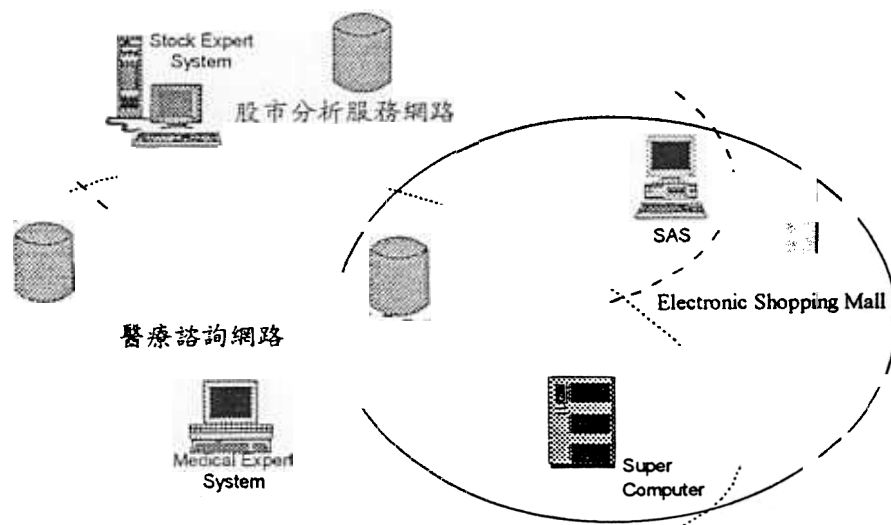 Stock Expert
System
股市分析服務網路
SAS
Electronic Shopping Mall
醫療諮詢網路
Medical Expert
System
Super
Computer